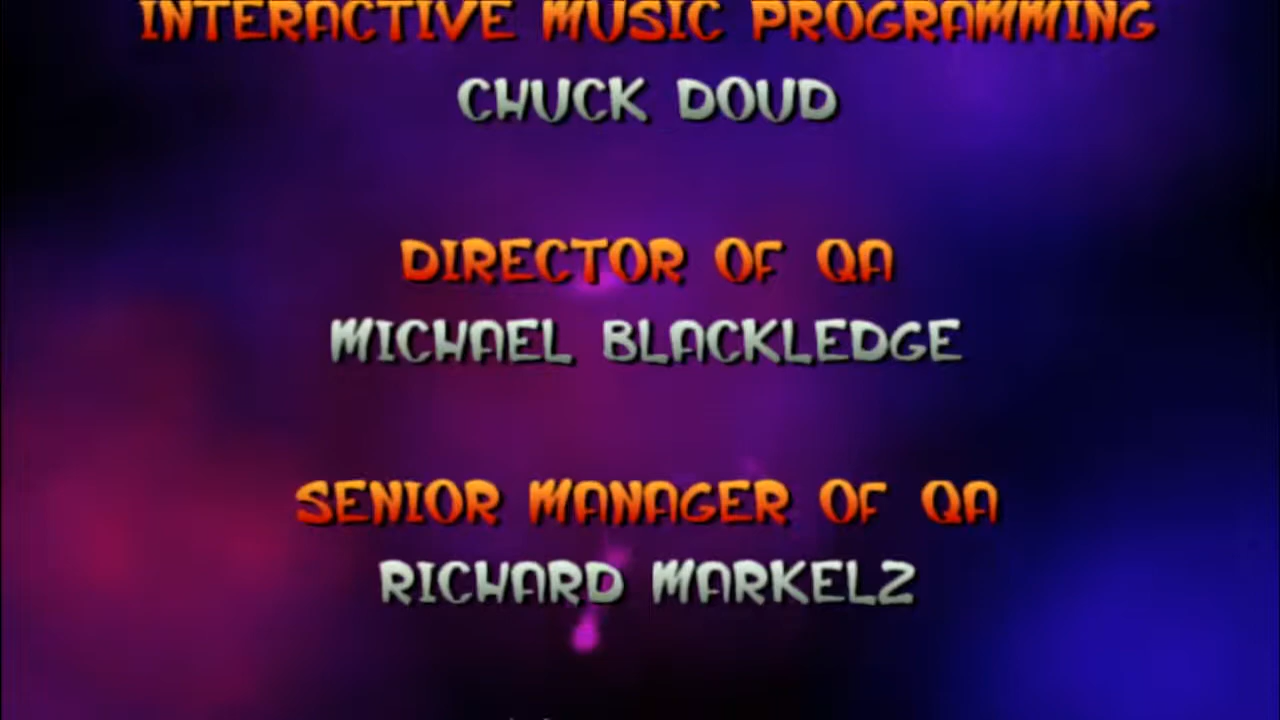 INTERACTIVE MUSIC PROGRAMMING
CHUCK DOUD
DIRECTOR OF QA
MICHAEL BLACKLEDGE
SENIOR MANAGER OF QA
RICHARD MARKELZ